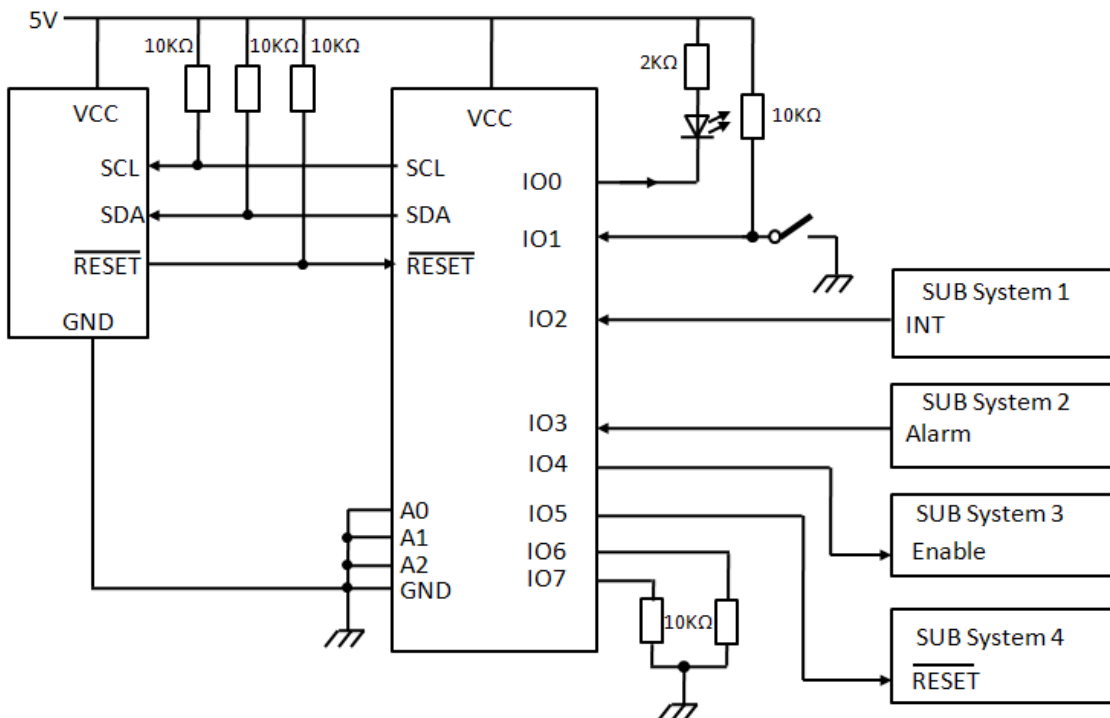 5V
10KΩ 10KΩ 10KΩ
2KΩ
10KΩ
VCC
SCL
SDA
RESET
GND
VCC
SCL
SDA
RESET
A0
A1
A2
GND
IO0
IO1
IO2
IO3
IO4
IO5
IO6
IO7
10KΩ
SUB System 1
INT
SUB System 2
Alarm
SUB System 3
Enable
SUB System 4
RESET